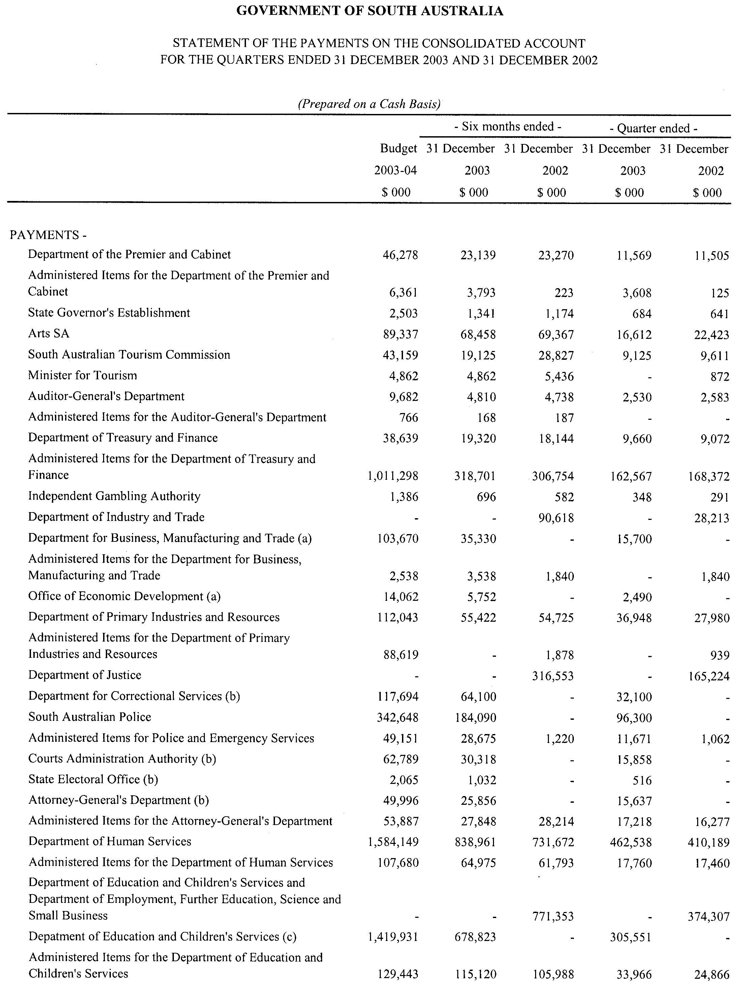 GOVERNMENT OF SOUTH AUSTRALIA
STATEMENT OF THE PAYMENTS ON THE CONSOLIDATED ACCOUNT
FOR THE QUARTERS ENDED 31 DECEMBER 2003 AND 31 DECEMBER 2002
(Prepared on a Cash Basis)
- Six months ended - - Quarter ended -
Budget 31 December 31 December 31 December 31 December
2003-04 2003 2002 2003 2002
$ 000 $ 000 $ 000 $ 000 $ 000
PAYMENTS -
Department of the Premier and Cabinet 46,278 23,139 23,270 11,569 11,505
Administered Items for the Department of the Premier and
Cabinet 6,361 3,793 223 3,608 125
State Governor's Establishment 2,503 1,341 1,174 684 641
Arts SA 89,337 68,458 69,367 16,612 22,423
South Australian Tourism Commission 43,159 19,125 28,827 9,125 9,611
Minister for Tourism 4,862 4,862 5,436 - 872
Auditor-General's Department 9,682 4,810 4,738 2,530 2,583
Administered Items for the Auditor-General's Department 766 168 187 - -
Department of Treasury and Finance 38,639 19,320 18,144 9,660 9,072
Administered Items for the Department of Treasury and
Finance 1,011,298 318,701 306,754 162,567 168,372
Independent Gambling Authority 1,386 696 582 348 291
Department of Industry and Trade - - 90,618 - 28,213
Department for Business, Manufacturing and Trade (a) 103,670 35,330 - 15,700 -
Administered Items for the Department for Business,
Manufacturing and Trade 2,538 3,538 1,840 - 1,840
Office of Economic Development (a) 14,062 5,752 - 2,490 -
Department of Primary Industries and Resources 112,043 55,422 54,725 36,948 27,980
Administered Items for the Department of Primary
Industries and Resources 88,619 - 1,878 - 939
Department of Justice - - 316,553 - 165,224
Department for Correctional Services (b) 117,694 64,100 - 32,100 -
South Australian Police 342,648 184,090 - 96,300 -
Administered Items for Police and Emergency Services 49,151 28,675 1,220 11,671 1,062
Courts Administration Authority (b) 62,789 30,318 - 15,858 -
State Electoral Office (b) 2,065 1,032 - 516 -
Attorney-General's Department (b) 49,996 25,856 - 15,637 -
Administered Items for the Attorney-General's Department 53,887 27,848 28,214 17,218 16,277
Department of Human Services 1,584,149 838,961 731,672 462,538 410,189
Administered Items for the Department of Human Services 107,680 64,975 61,793 17,760 17,460
Department of Education and Children's Services and
Department of Employment, Further Education, Science and
Small Business - - 771,353 - 374,307
Depatment of Education and Children's Services (c) 1,419,931 678,823 - 305,551 -
Administered Items for the Department of Education and
Children's Services 129,443 115,120 105,988 33,966 24,866